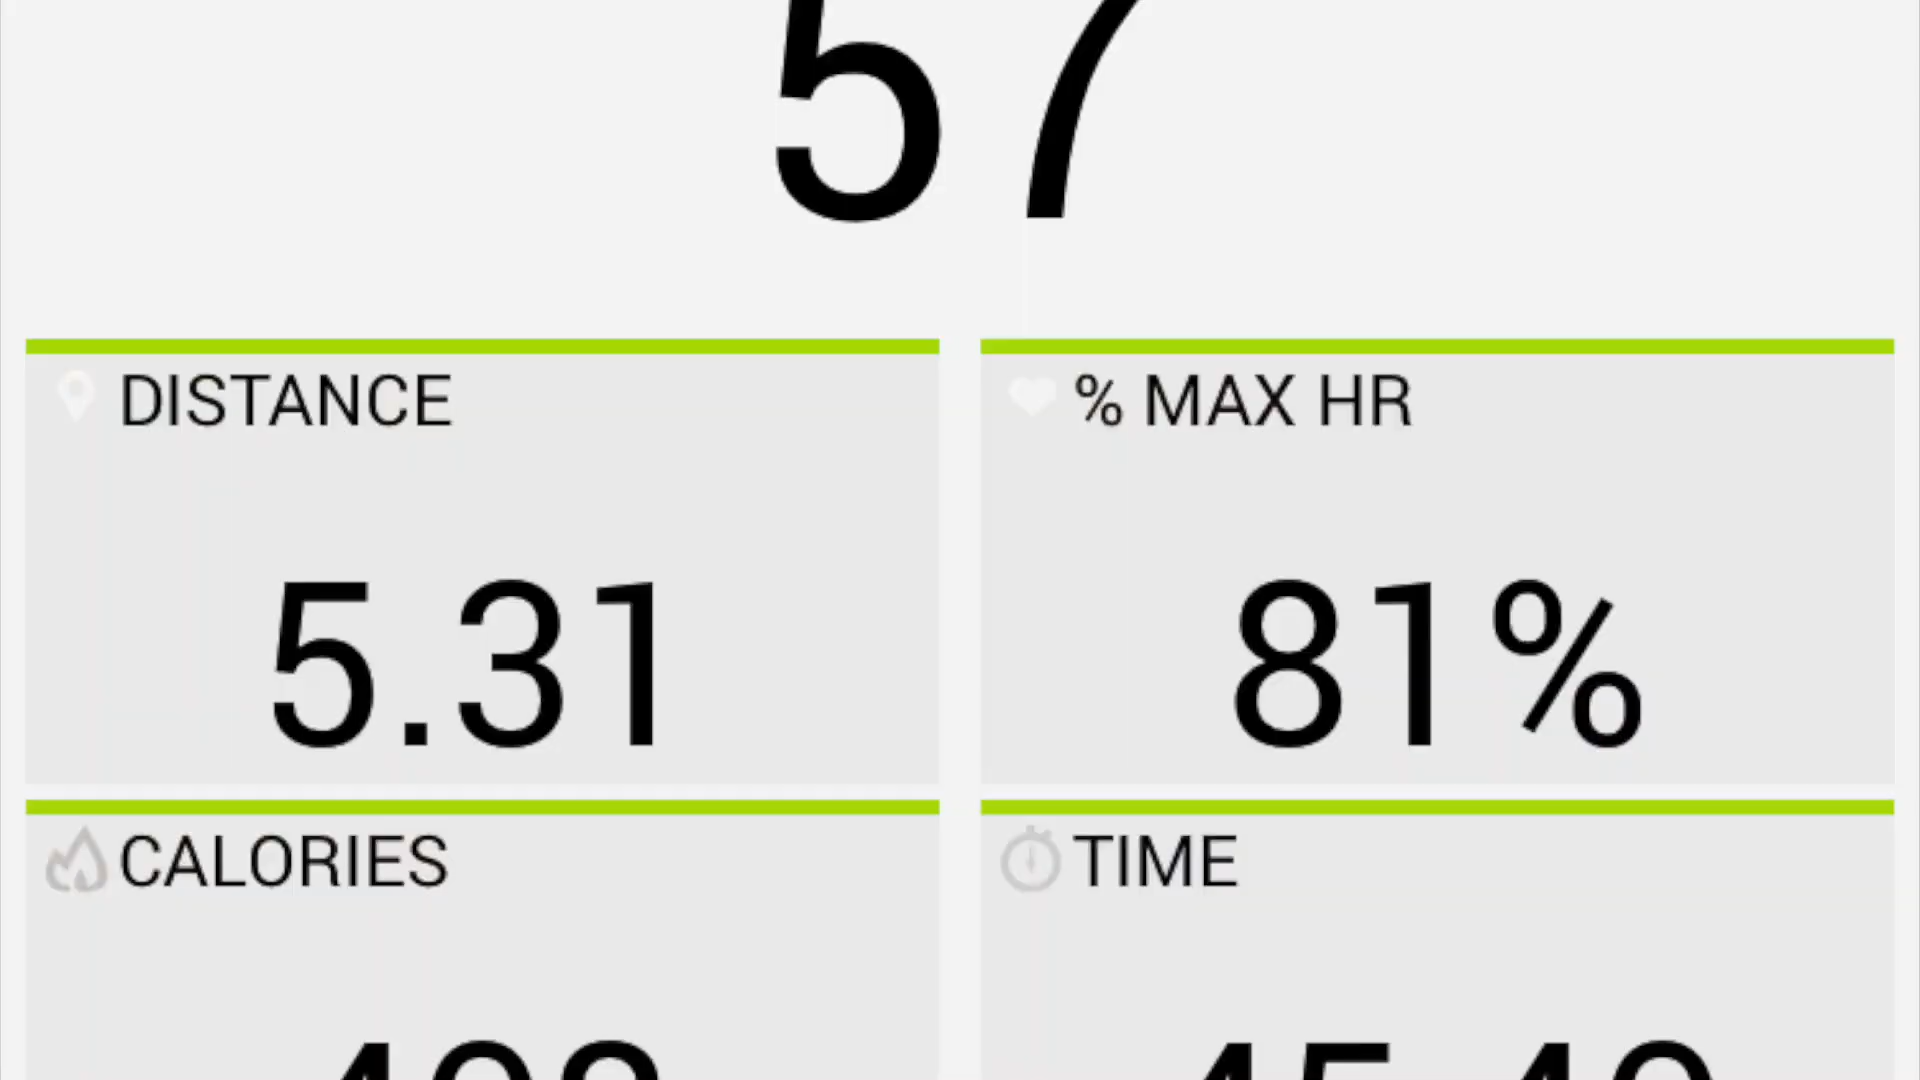 57
DISTANCE
% MAX HR
5.31
81%
CALORIES
TIME